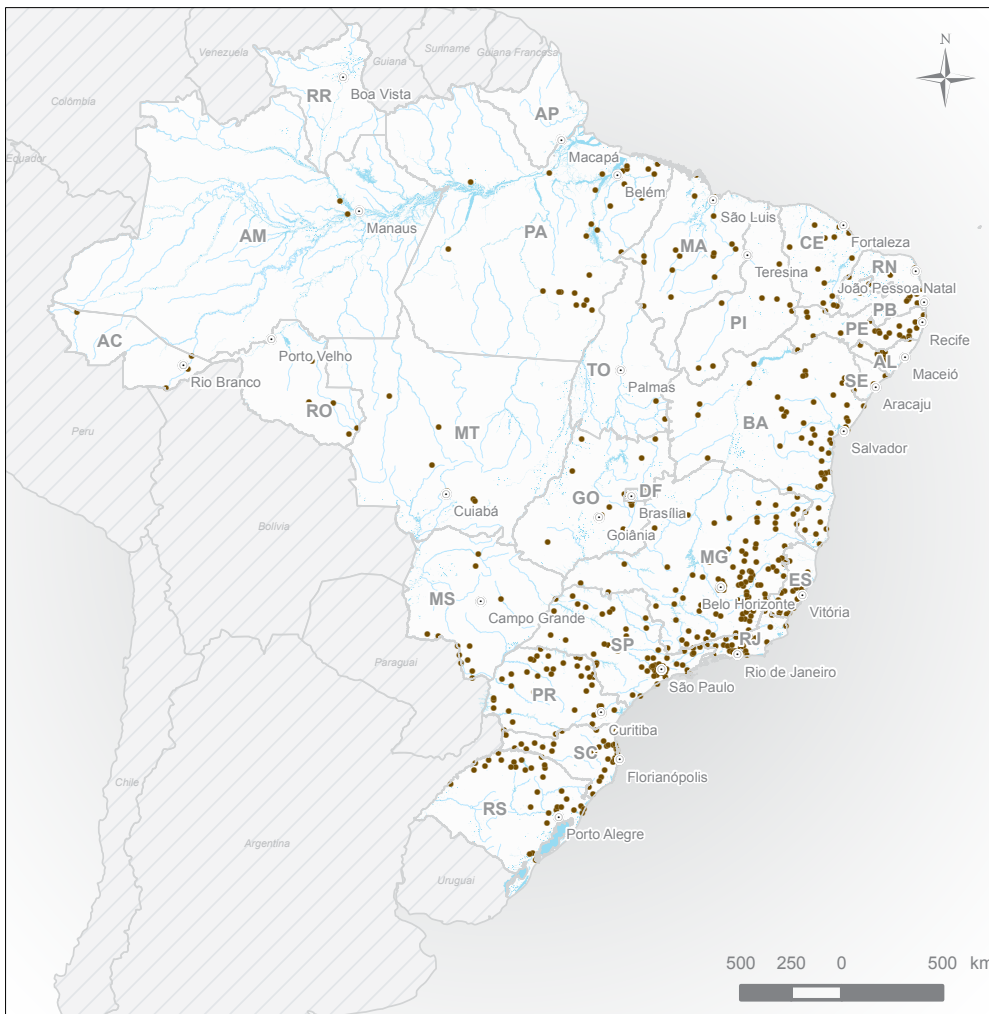 N
Venezuela
Suriname
Guiana Francesa
Guiana
Colômbia
RR
Boa Vista
AP
Equador
Macapá
Belém
São Luis
AM
Manaus
PA
MA
CE
Fortaleza
Teresina
RN
João Pessoa
Natal
PB
PI
PE
Recife
AC
Porto Velho
AL
Maceió
Rio Branco
TO
Palmas
SE
Aracaju
RO
BA
Peru
MT
Salvador
Cuiabá
GO
DF
Brasília
Goiânia
Bolívia
MG
ES
MS
Campo Grande
Belo Horizonte
Vitória
SP
RJ
Rio de Janeiro
Paraguai
São Paulo
PR
Curitiba
SC
Florianópolis
Chile
RS
Porto Alegre
Argentina
Uruguai
500 250 0 500 km